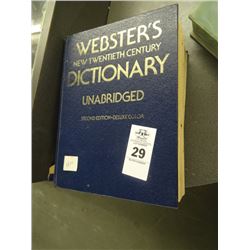 WEBSTER'S
NEW TWENTIETH CENTURY
DICTIONARY
UNABRIDGED
SECOND EDITION-DELUXE COLOR
29